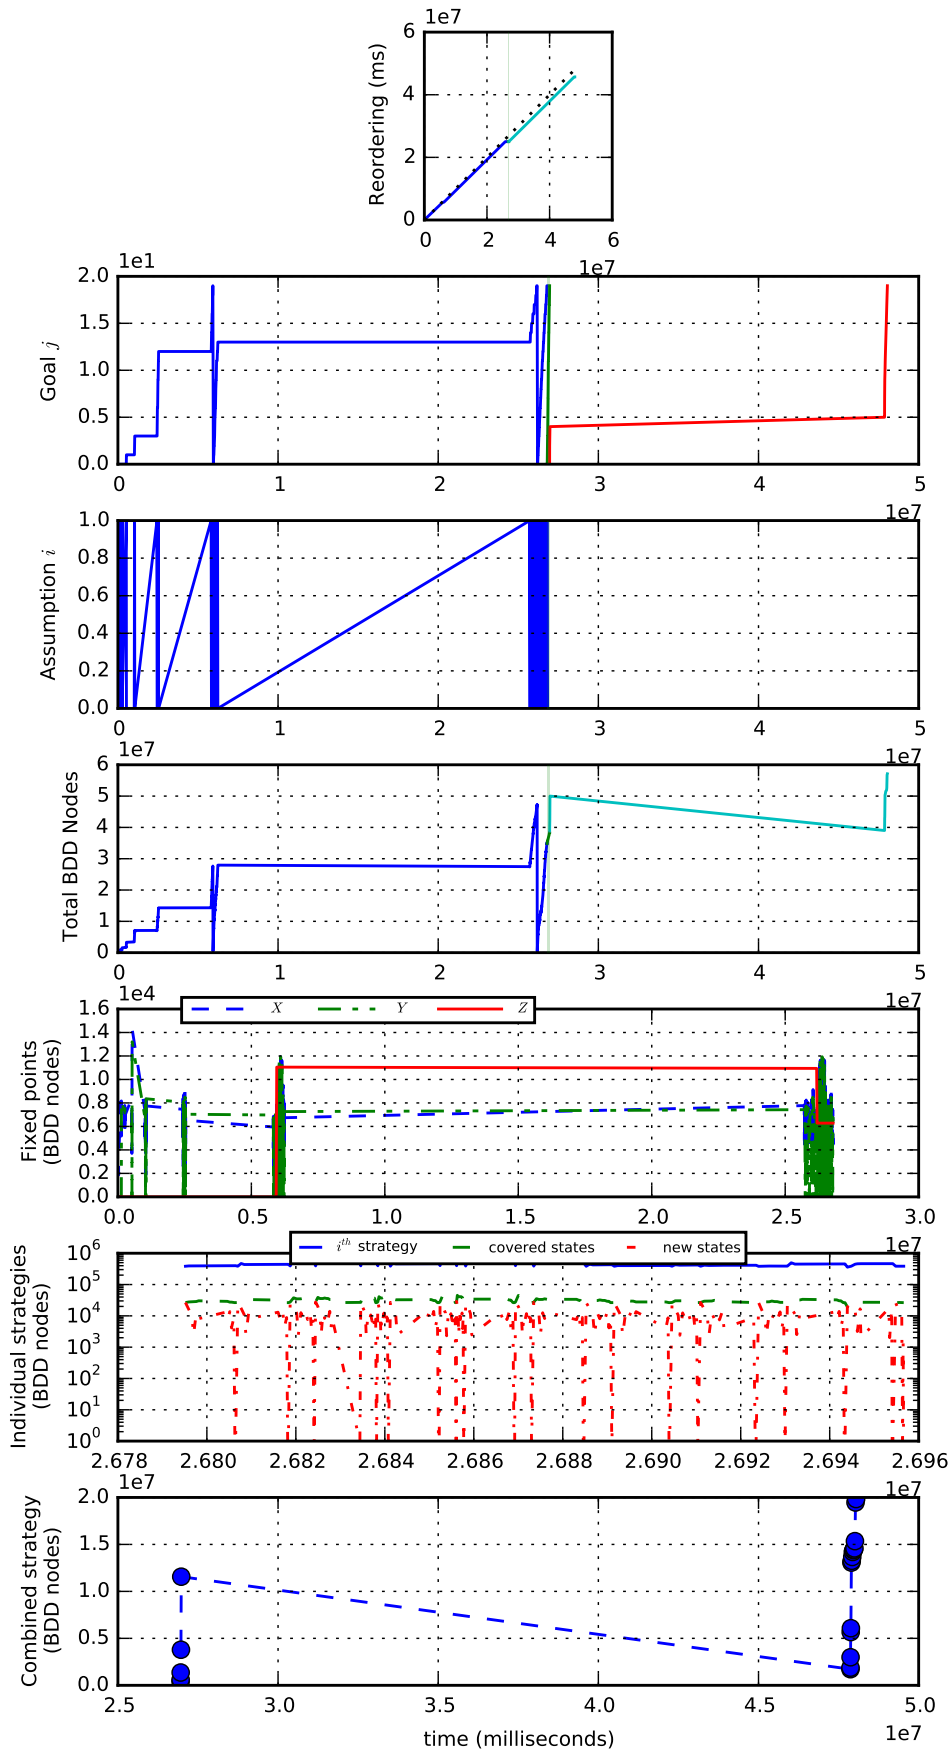 1e7
Reordering (ms)
6
4
2
0
0 2 4 6
1e7
1e1
Goal j
2.0
1.5
1.0
0.5
0.0
0 1 2 3 4 5
1e7
Assumption i
1.0
0.8
0.6
0.4
0.2
0.0
0 1 2 3 4 5
1e7
1e7
Total BDD Nodes
6
5
4
3
2
1
0
0 1 2 3 4 5
1e7
1e4
X Y Z
Fixed points
(BDD nodes)
1.6
1.4
1.2
1.0
0.8
0.6
0.4
0.2
0.0
0.0 0.5 1.0 1.5 2.0 2.5 3.0
1e7
i^th strategy covered states new states
Individual strategies
(BDD nodes)
10^6
10^5
10^4
10^3
10^2
10^1
10^0
2.678 2.680 2.682 2.684 2.686 2.688 2.690 2.692 2.694 2.696
1e7
1e7
Combined strategy
(BDD nodes)
2.0
1.5
1.0
0.5
0.0
2.5 3.0 3.5 4.0 4.5 5.0
1e7
time (milliseconds)